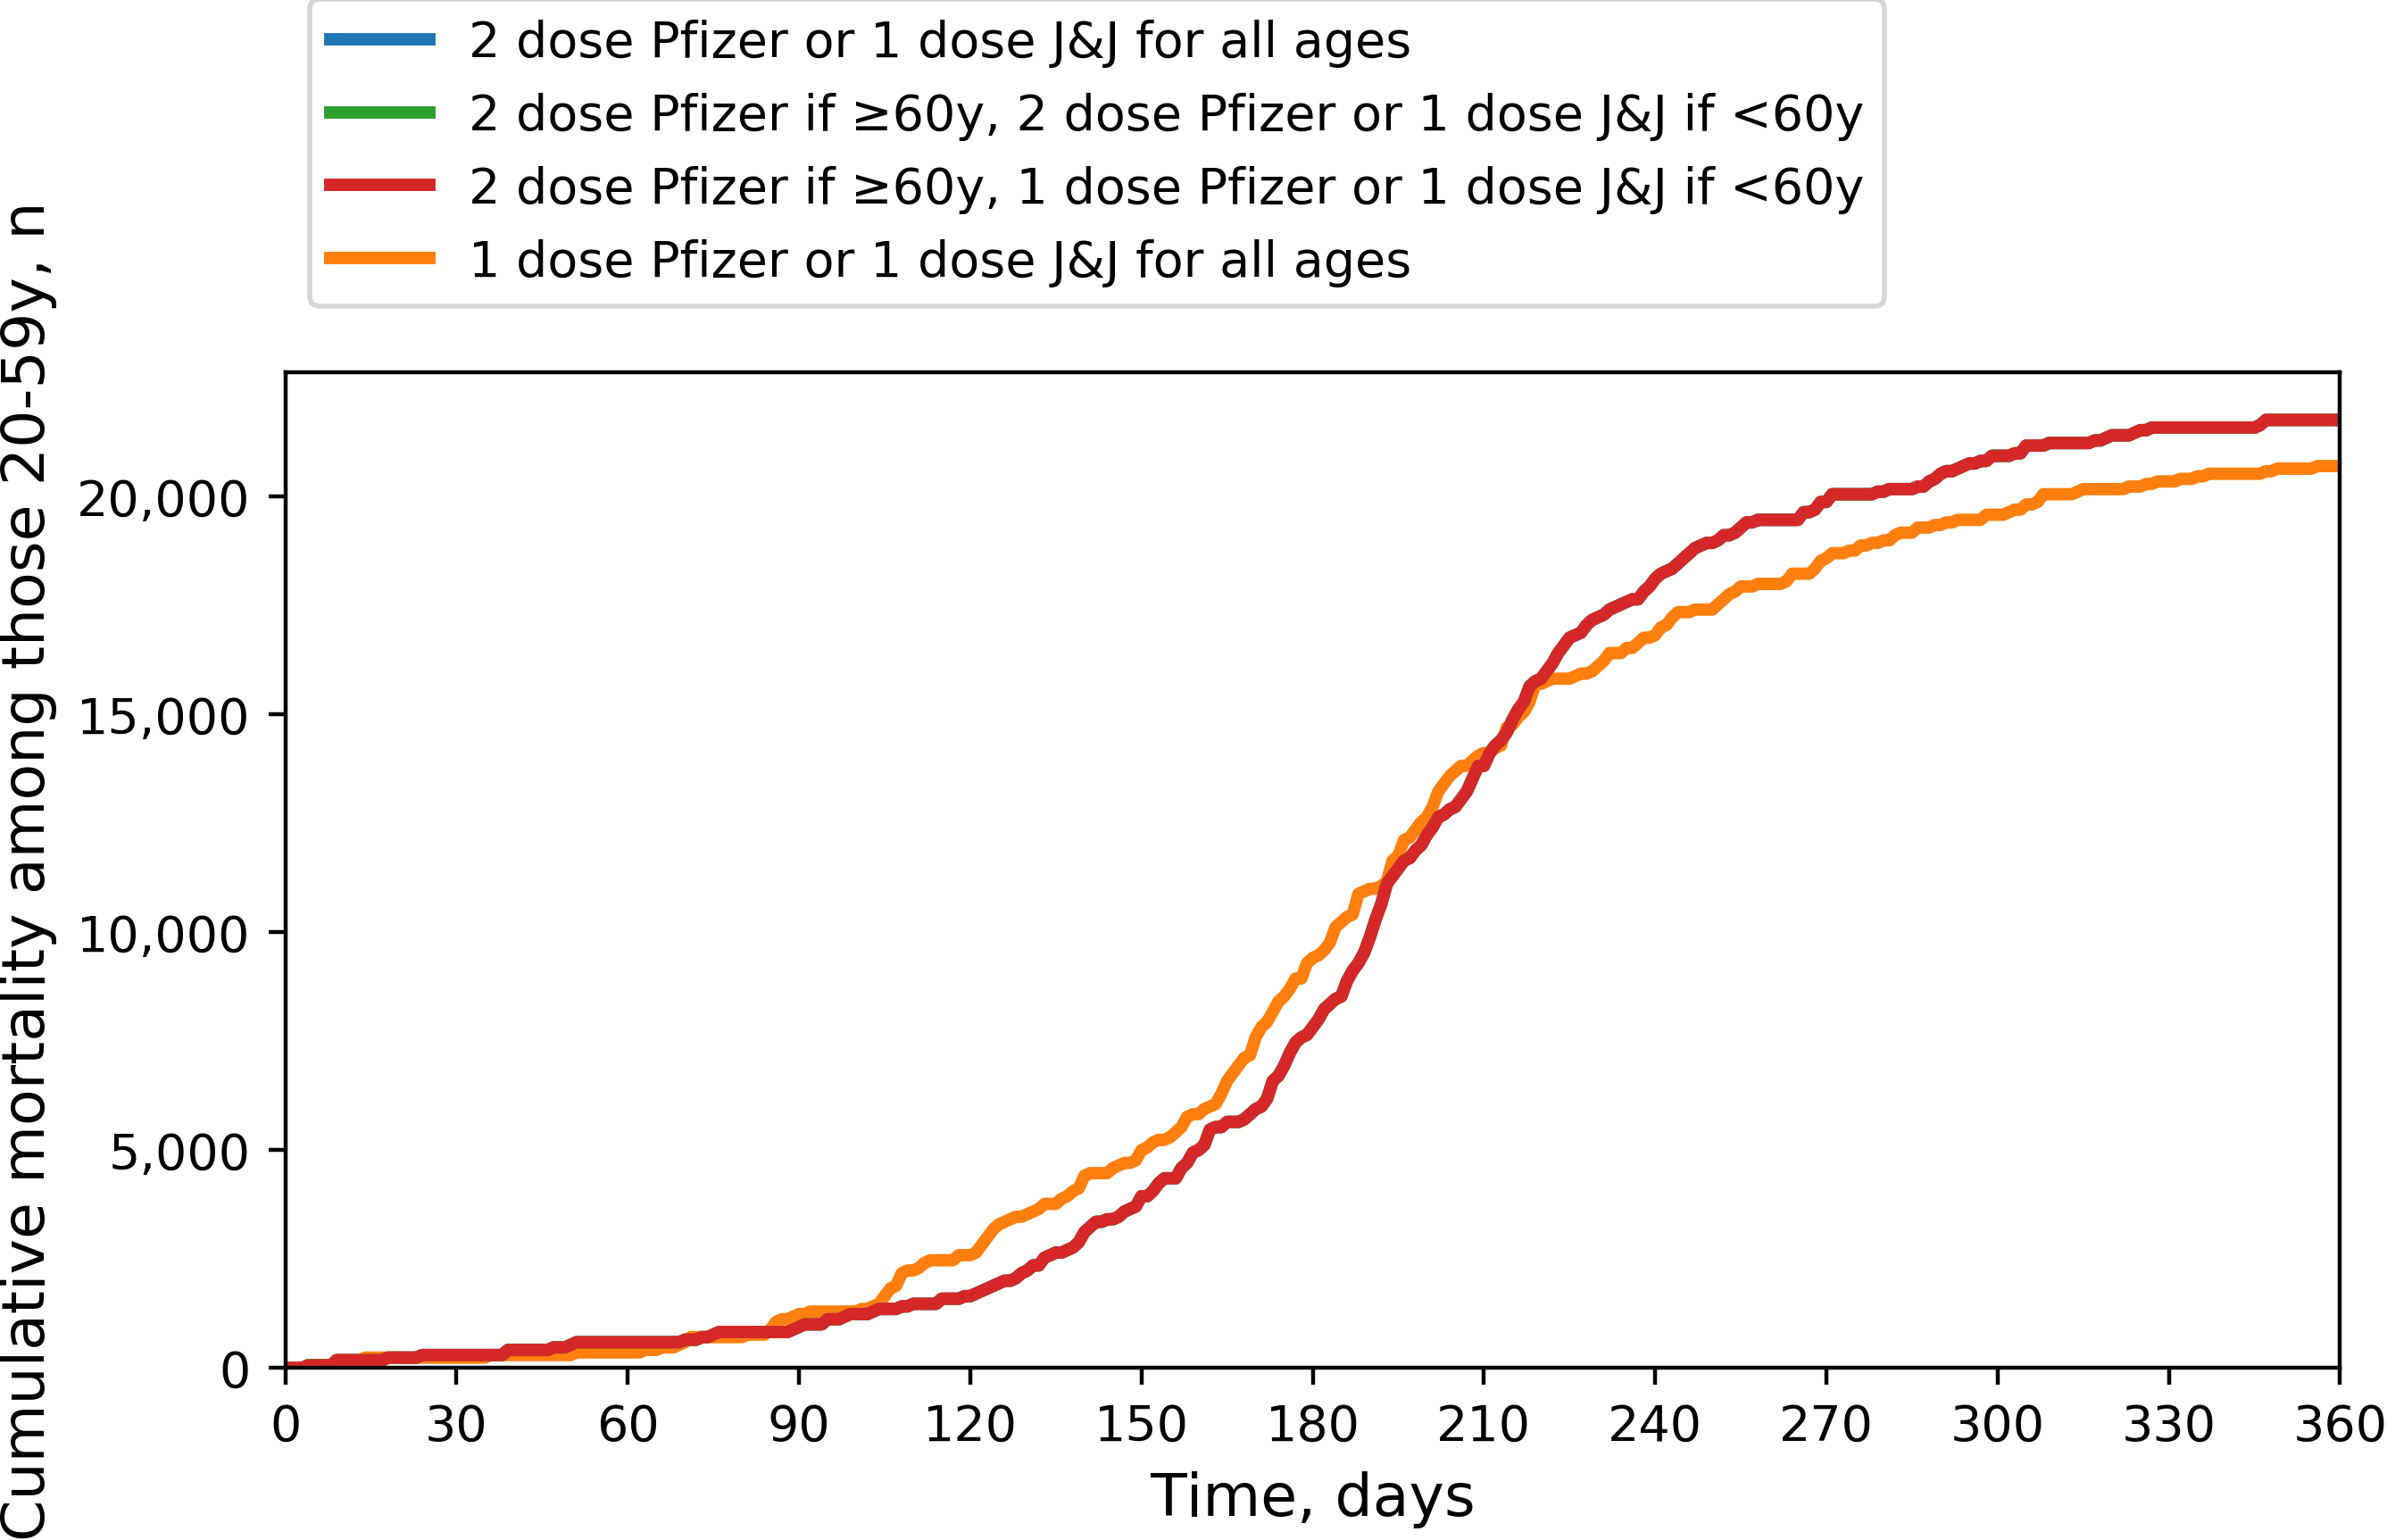 2 dose Pfizer or 1 dose J&J for all ages
2 dose Pfizer if ≥60y, 2 dose Pfizer or 1 dose J&J if <60y
2 dose Pfizer if ≥60y, 1 dose Pfizer or 1 dose J&J if <60y
1 dose Pfizer or 1 dose J&J for all ages
Cumulative mortality among those 20-59y, n
20,000
15,000
10,000
5,000
0
0 30 60 90 120 150 180 210 240 270 300 330 360
Time, days